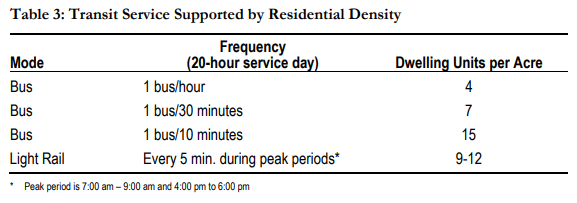 Table 3: Transit Service Supported by Residential Density
Frequency
Mode (20-hour service day) Dwelling Units per Acre
Bus 1 bus/hour 4
Bus 1 bus/30 minutes 7
Bus 1 bus/10 minutes 15
Light Rail Every 5 min. during peak periods* 9-12
* Peak period is 7:00 am – 9:00 am and 4:00 pm to 6:00 pm